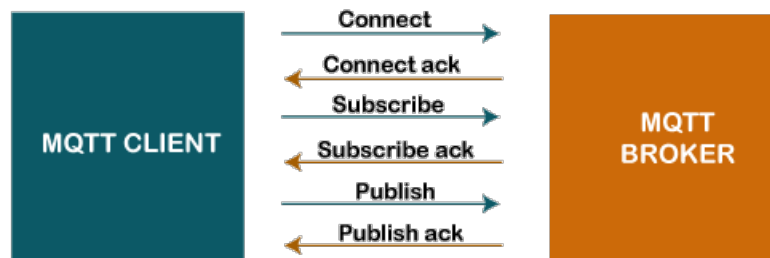 Connect
Connect ack
Subscribe
MQTT CLIENT
MQTT
BROKER
Subscribe ack
Publish
Publish ack